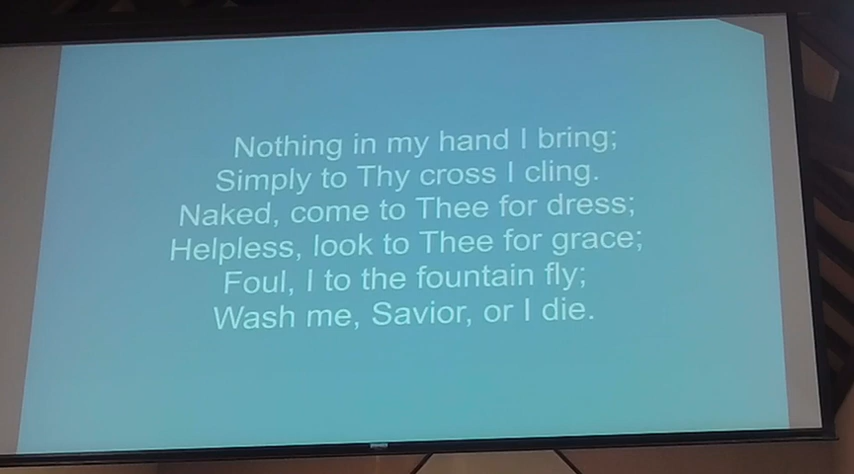 Nothing in my hand I bring;
Simply to Thy cross I cling.
Naked, come to Thee for dress;
Helpless, look to Thee for grace;
Foul, I to the fountain fly;
Wash me, Savior, or I die.